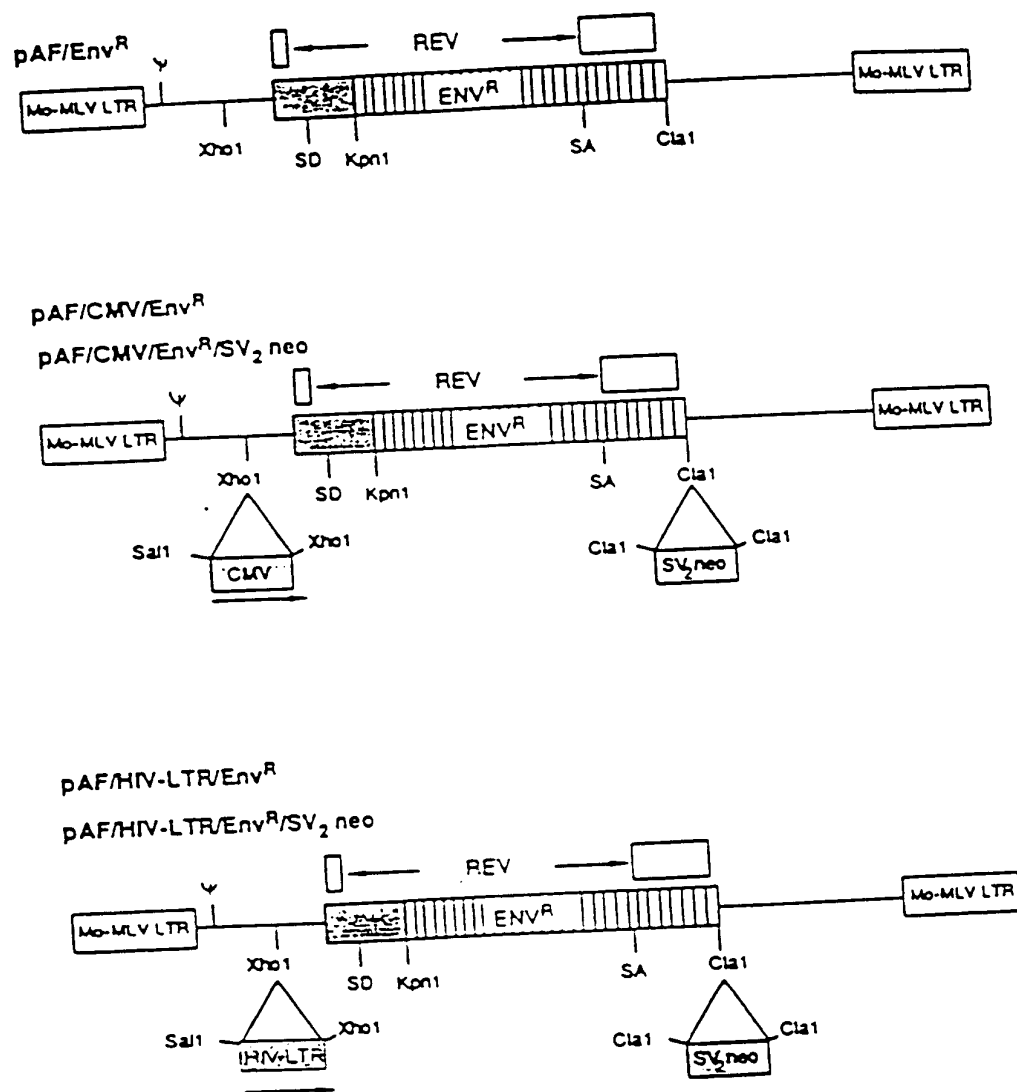 pAF/Env^R
REV
Ψ
Mo-MLV LTR
ENV^R
Mo-MLV LTR
Xho1
SD
Kpn1
SA
Cla1
pAF/CMV/Env^R
pAF/CMV/Env^R/SV₂ neo
REV
Ψ
Mo-MLV LTR
ENV^R
Mo-MLV LTR
Xho1
SD
Kpn1
SA
Cla1
Sal1
Xho1
Cla1
Cla1
CMV
SV₂neo
pAF/HIV-LTR/Env^R
pAF/HIV-LTR/Env^R/SV₂ neo
REV
Ψ
Mo-MLV LTR
ENV^R
Mo-MLV LTR
Xho1
SD
Kpn1
SA
Cla1
Sal1
Xho1
Cla1
Cla1
HIV-LTR
SV₂neo